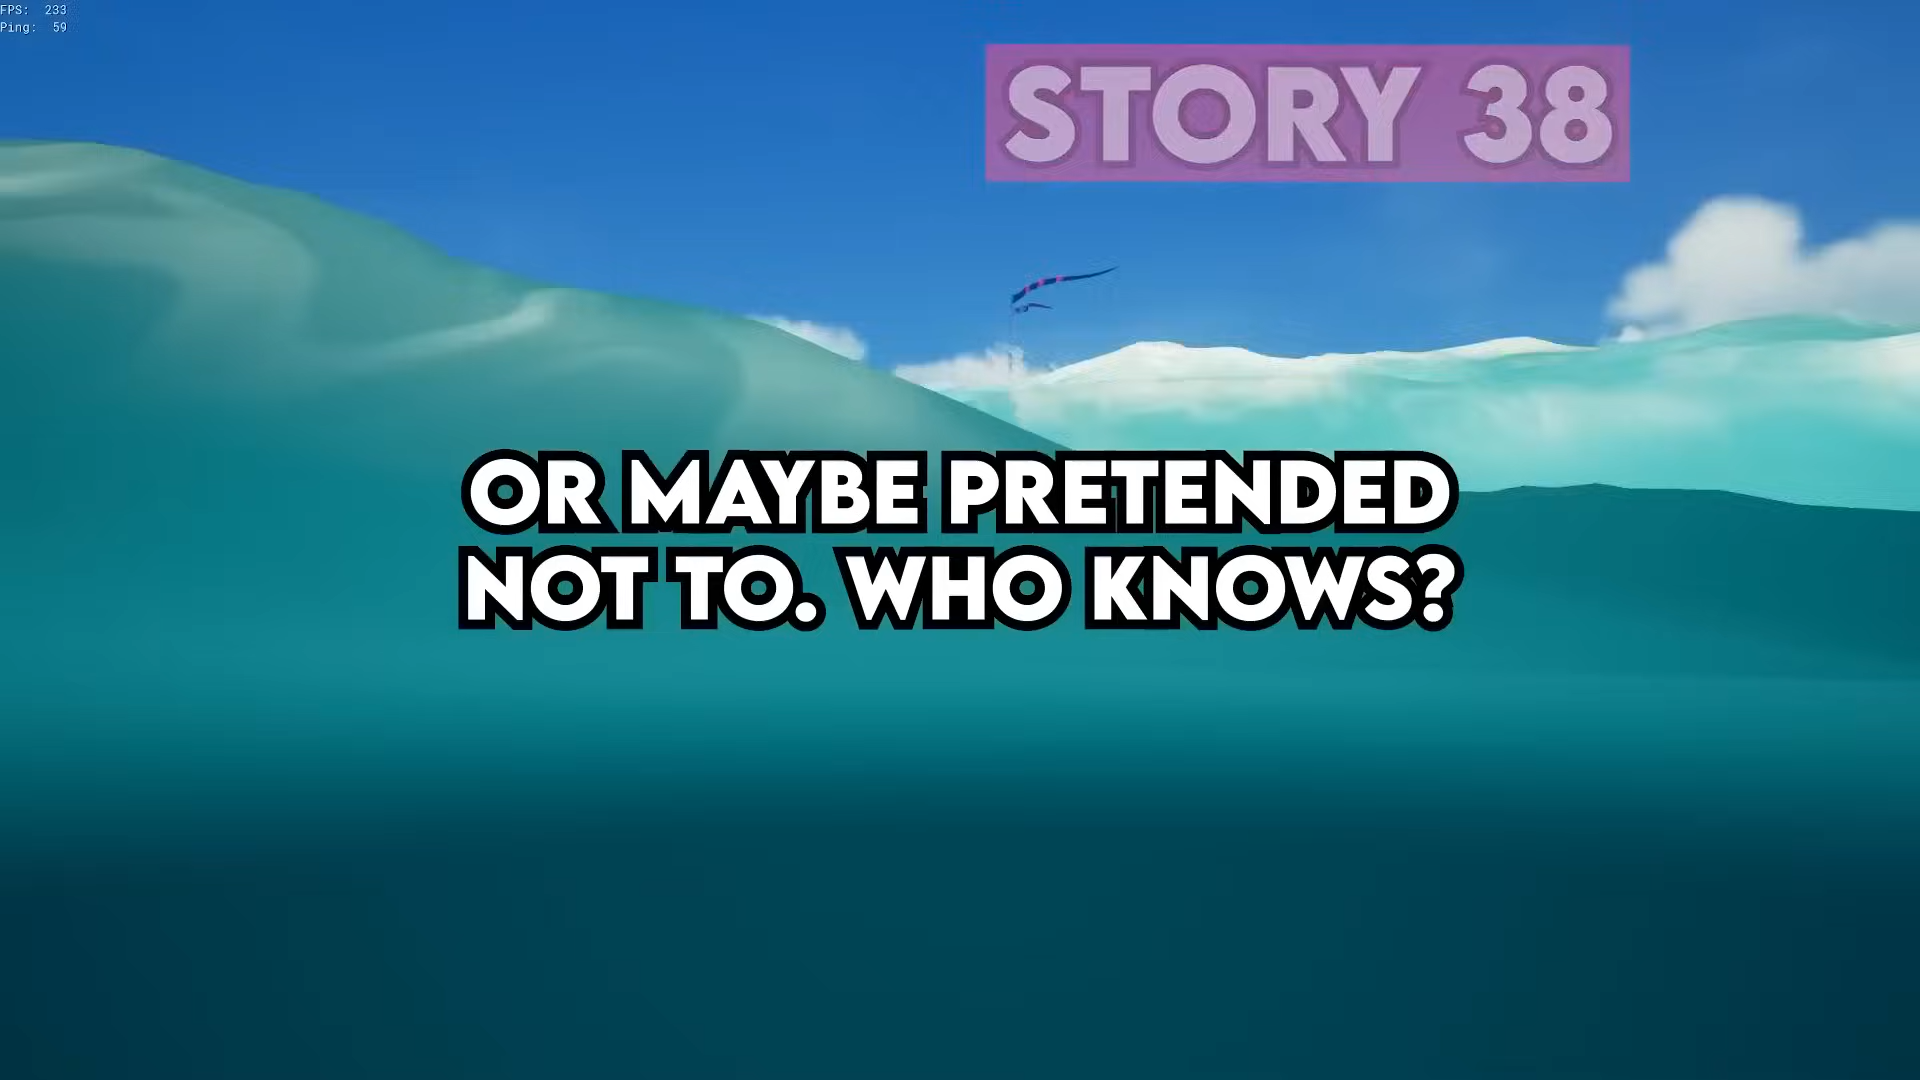 FPS: 233
Ping: 59
STORY 38
OR MAYBE PRETENDED
NOT TO. WHO KNOWS?